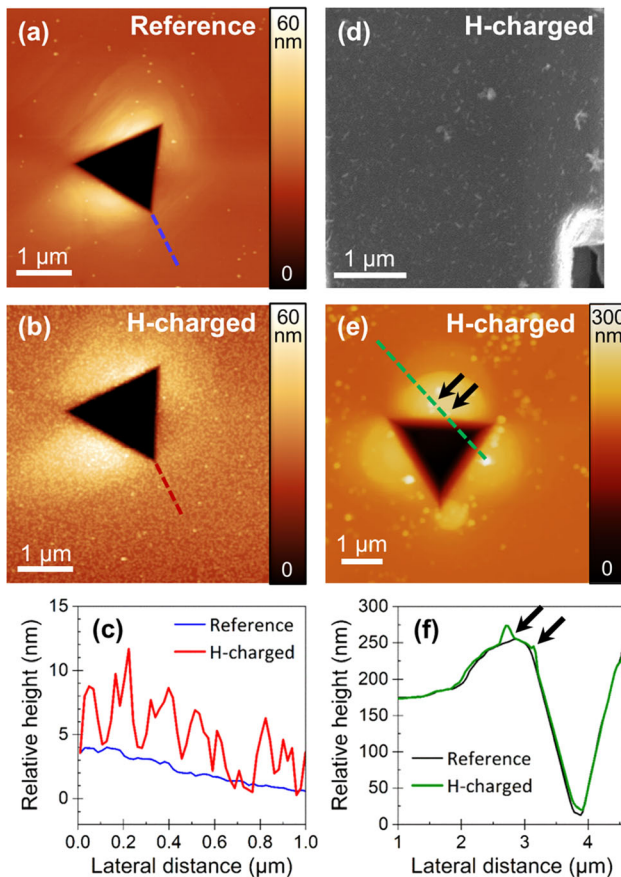 (a) Reference
60
nm
0
1 µm
(b) H-charged
60
nm
0
1 µm
(c)
Reference
H-charged
15
10
5
0
Relative height (nm)
0.0 0.2 0.4 0.6 0.8 1.0
Lateral distance (µm)
(d) H-charged
1 µm
(e) H-charged
300
nm
0
1 µm
(f)
Reference
H-charged
300
250
200
150
100
50
0
Relative height (nm)
1 2 3 4
Lateral distance (µm)